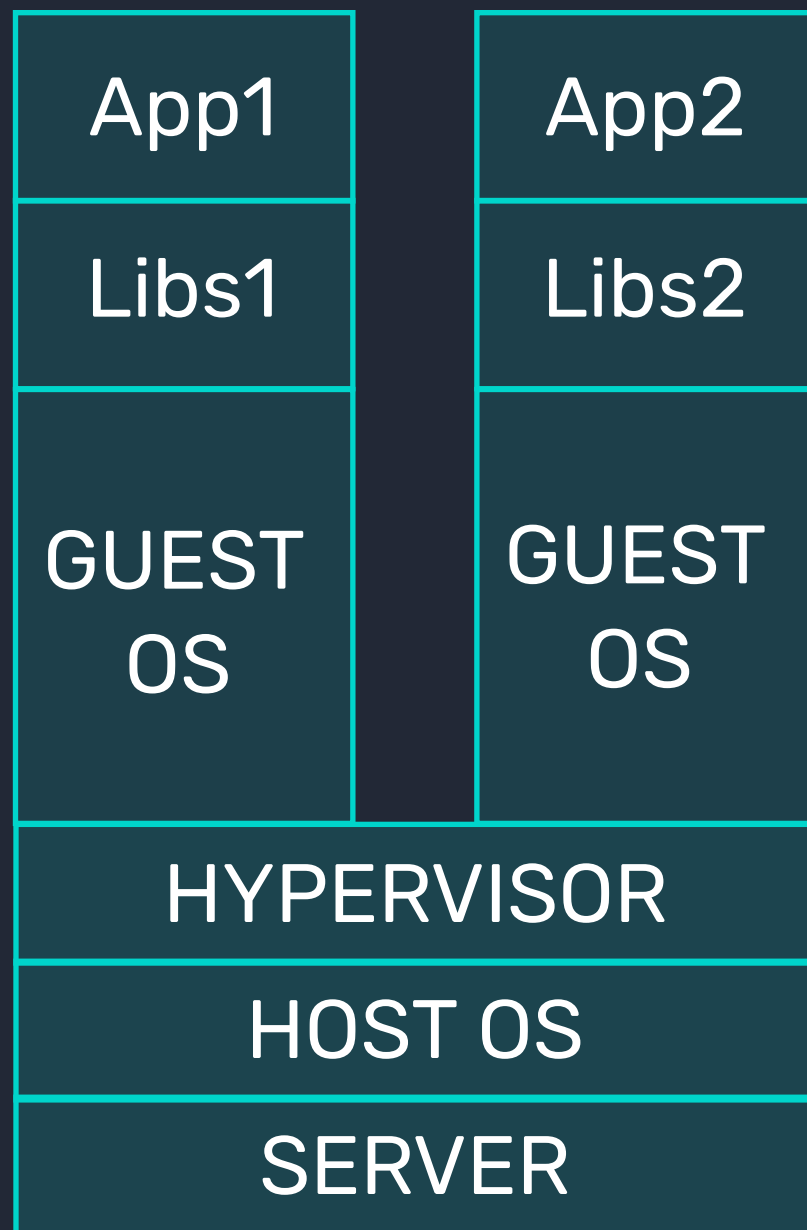 App1
App2
Libs1
Libs2
GUEST
OS
GUEST
OS
HYPERVISOR
HOST OS
SERVER